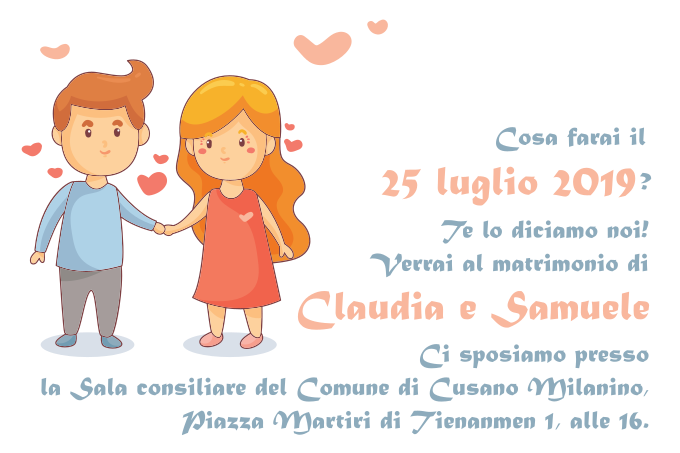 Cosa farai il
25 luglio 2019?
Te lo diciamo noi!
Verrai al matrimonio di
Claudia e Samuele
Ci sposiamo presso
la Sala consiliare del Comune di Cusano Milanino,
Piazza Martiri di Tienanmen 1, alle 16.